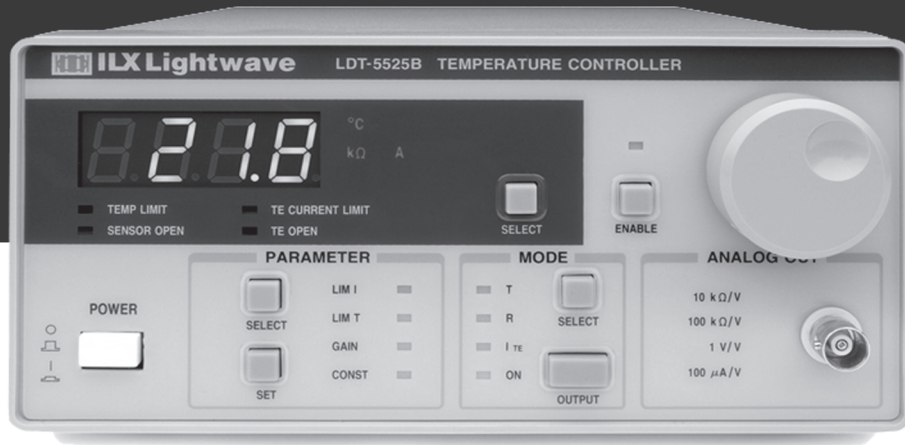 ILX Lightwave LDT-5525B TEMPERATURE CONTROLLER
21.8
°C
kΩ A
TEMP LIMIT TE CURRENT LIMIT
SENSOR OPEN TE OPEN
SELECT
ENABLE
POWER
PARAMETER
SELECT
SET
LIM I
LIM T
GAIN
CONST
MODE
T
R
I TE
ON
SELECT
OUTPUT
ANALOG OUT
10 kΩ/V
100 kΩ/V
1 V/V
100 µA/V